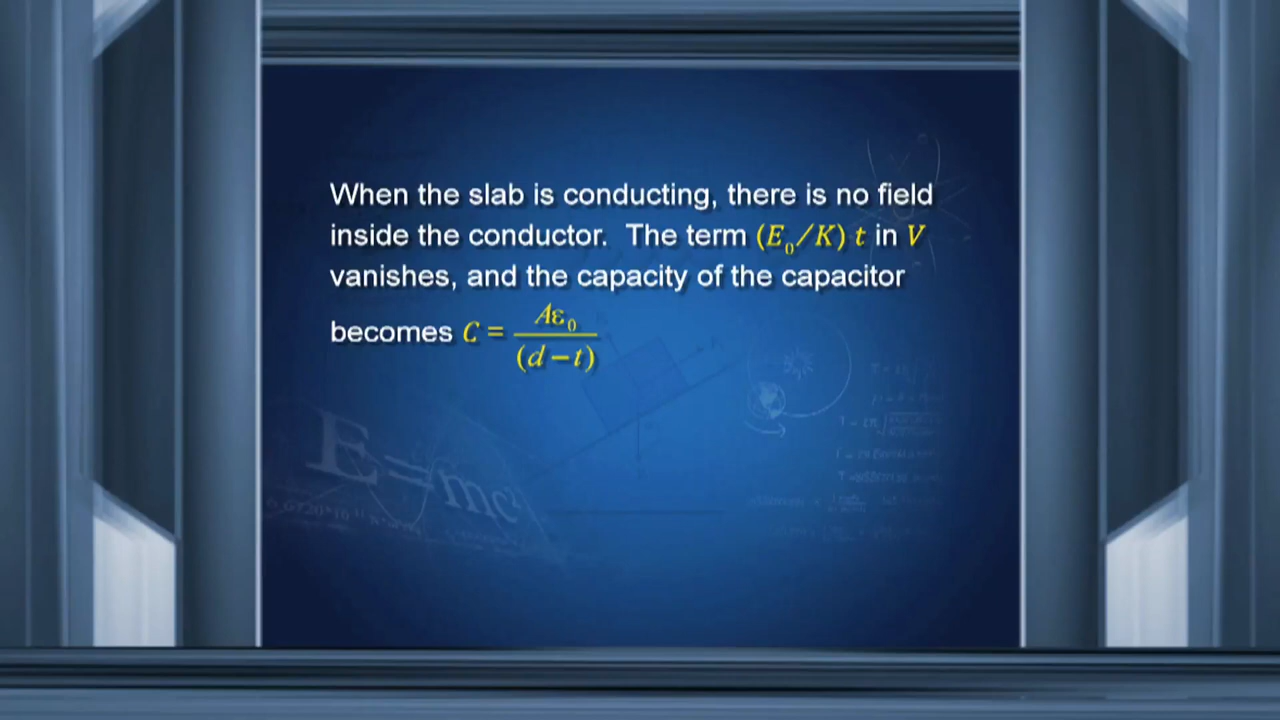 When the slab is conducting, there is no field
inside the conductor. The term (E₀/K) t in V
vanishes, and the capacity of the capacitor
becomes C = Aε₀ / (d – t)
E=mc²